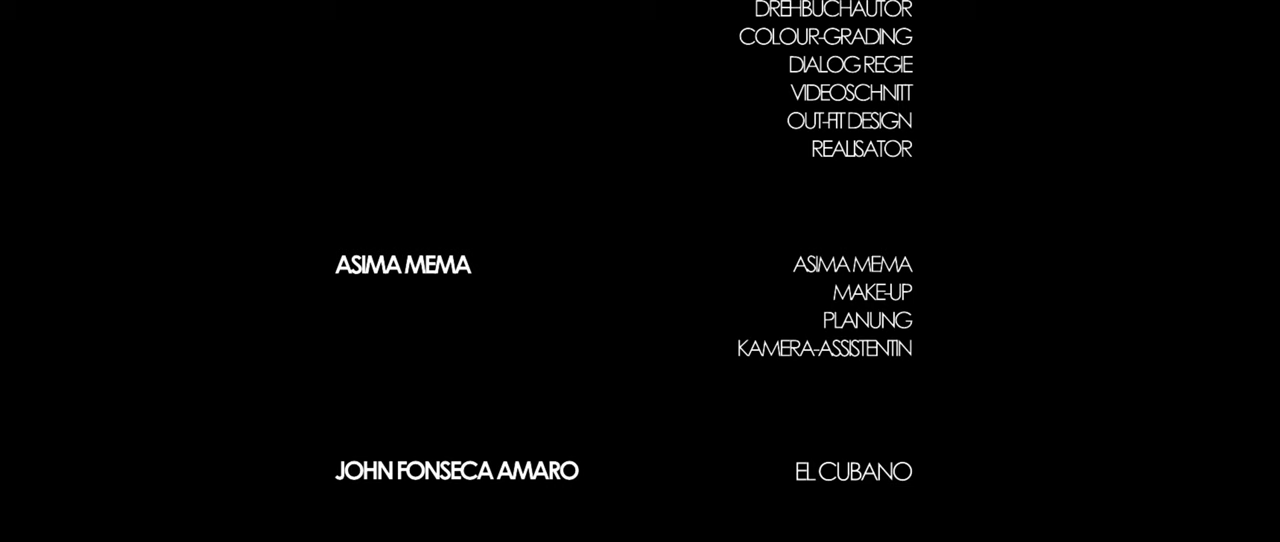 DREHBUCHAUTOR
COLOUR-GRADING
DIALOG REGIE
VIDEOSCHNITT
OUT-FIT DESIGN
REALISATOR
ASIMA MEMA ASIMA MEMA
MAKE-UP
PLANUNG
KAMERA-ASSISTENTIN
JOHN FONSECA AMARO EL CUBANO